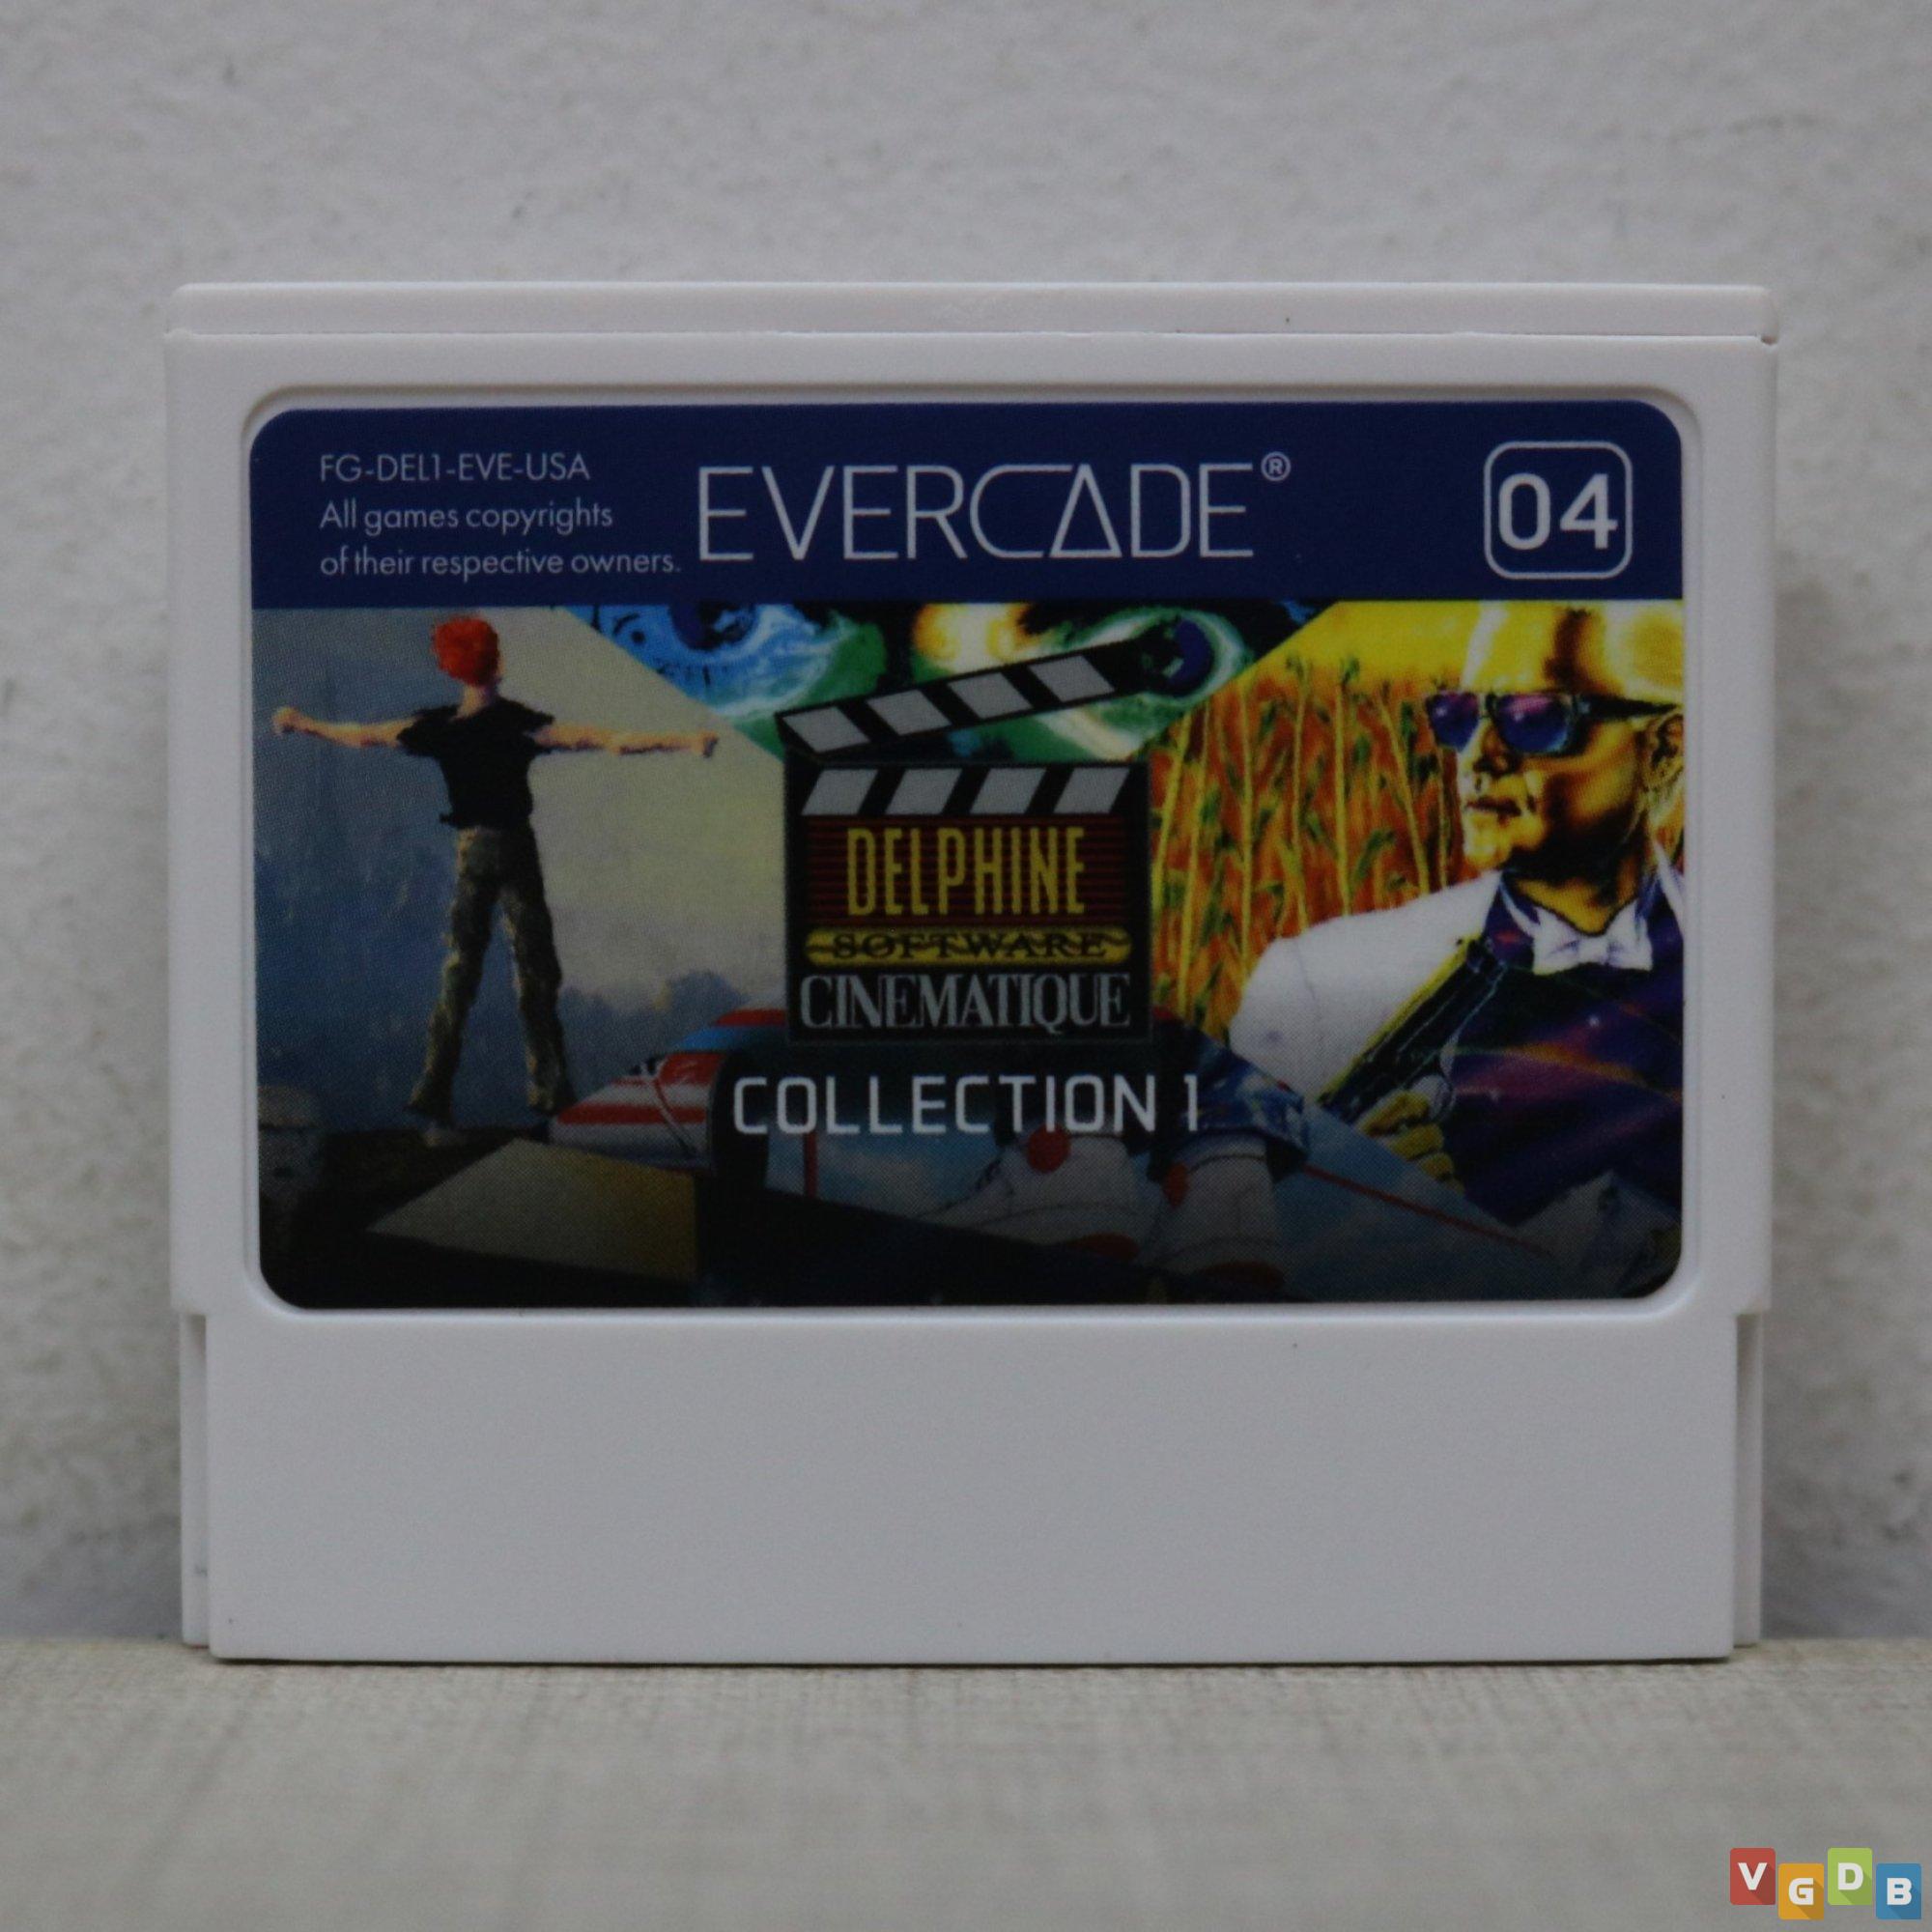 FG-DEL1-EVE-USA
All games copyrights
of their respective owners.
EVERCADE®
04
DELPHINE
SOFTWARE
CINEMATIQUE
COLLECTION 1
VGDB